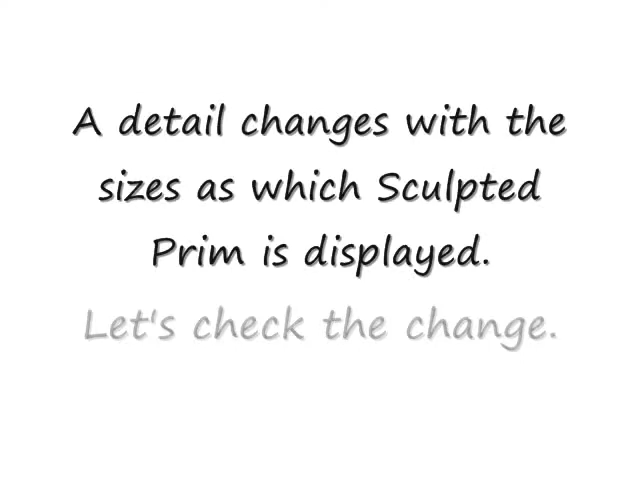 A detail changes with the
sizes as which Sculpted
Prim is displayed.
Let's check the change.